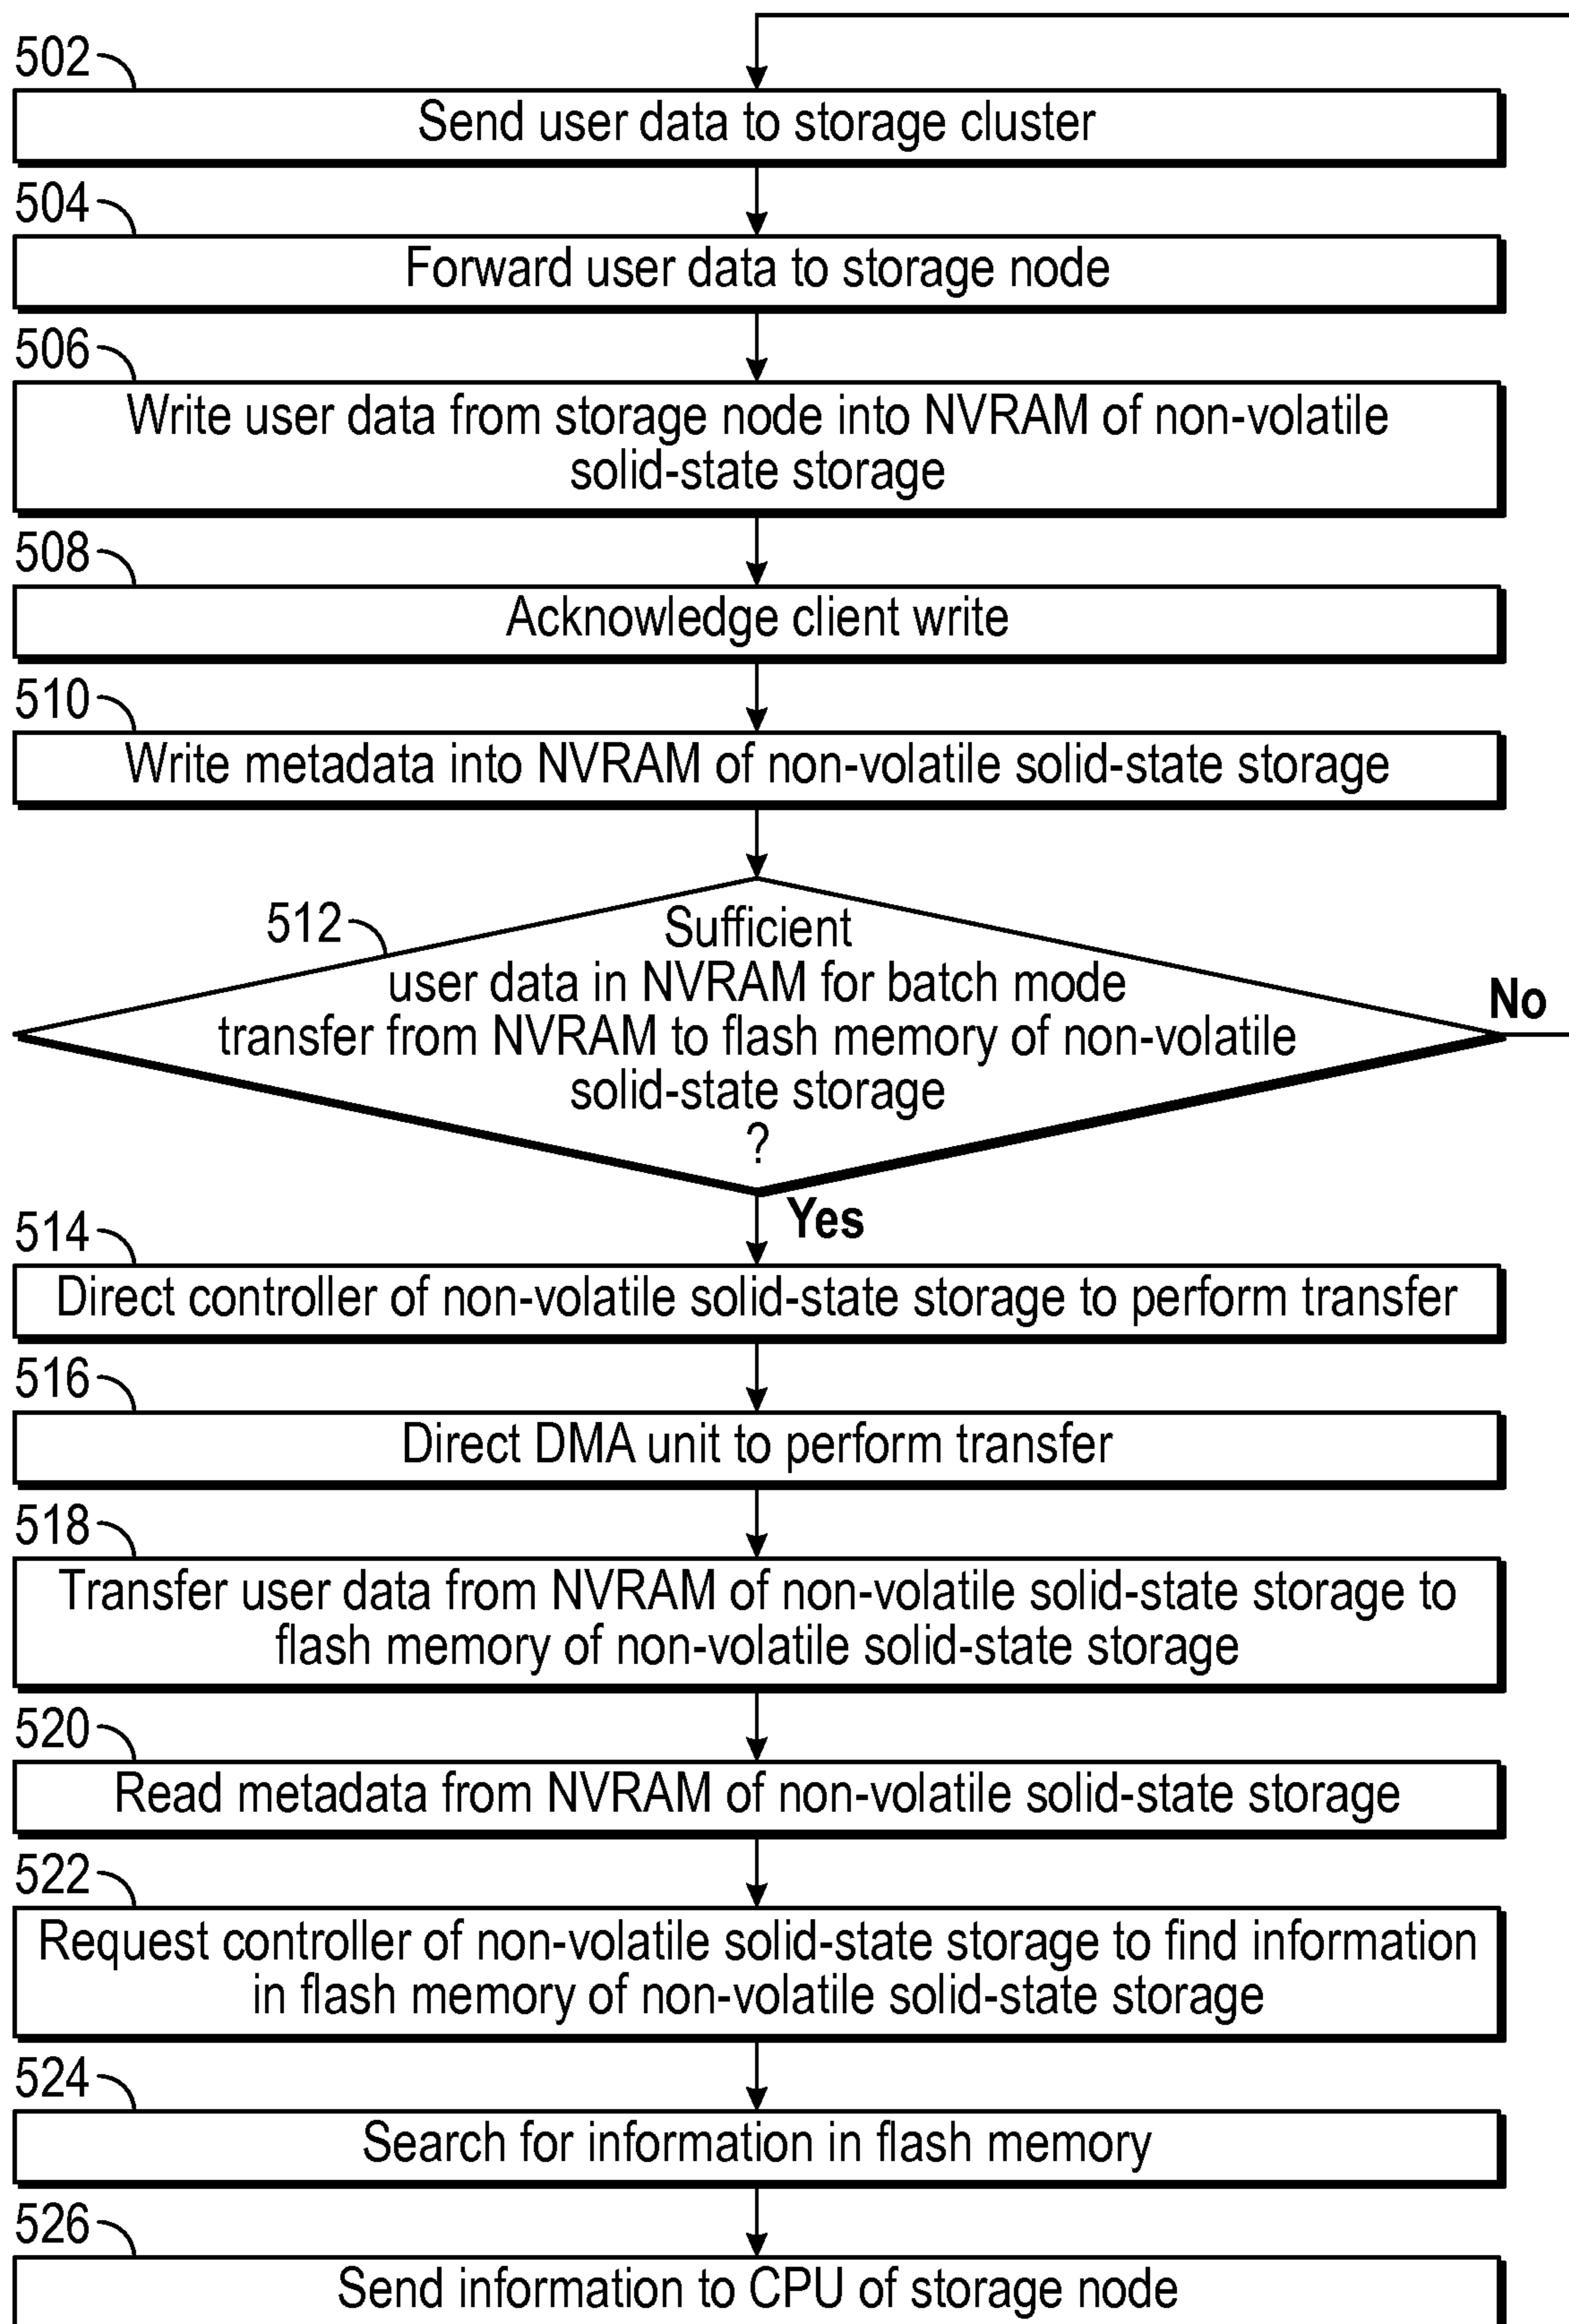 502
Send user data to storage cluster
504
Forward user data to storage node
506
Write user data from storage node into NVRAM of non-volatile
solid-state storage
508
Acknowledge client write
510
Write metadata into NVRAM of non-volatile solid-state storage
512
Sufficient
user data in NVRAM for batch mode
transfer from NVRAM to flash memory of non-volatile
solid-state storage
?
No
Yes
514
Direct controller of non-volatile solid-state storage to perform transfer
516
Direct DMA unit to perform transfer
518
Transfer user data from NVRAM of non-volatile solid-state storage to
flash memory of non-volatile solid-state storage
520
Read metadata from NVRAM of non-volatile solid-state storage
522
Request controller of non-volatile solid-state storage to find information
in flash memory of non-volatile solid-state storage
524
Search for information in flash memory
526
Send information to CPU of storage node